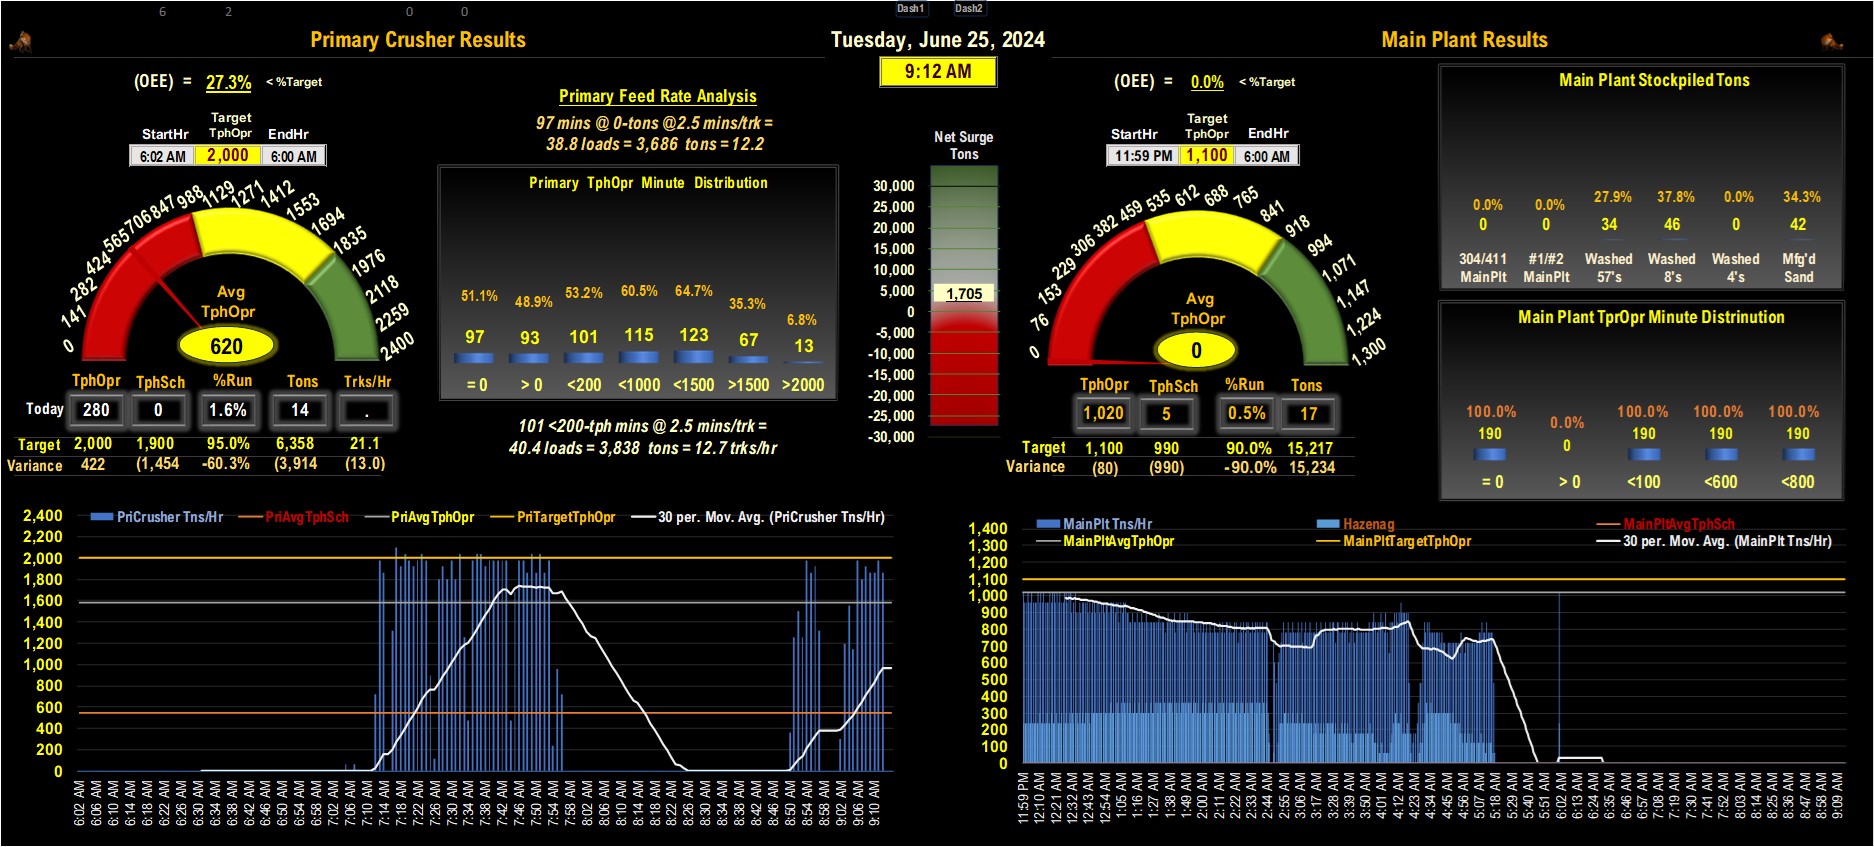 6 2 0 0 Dash1 Dash2
Primary Crusher Results
Tuesday, June 25, 2024
Main Plant Results
9:12 AM
(OEE) = 27.3% < %Target
StartHr Target TphOpr EndHr
6:02 AM 2,000 6:00 AM
0 141 282 424 565 706 847 988 1129 1271 1412 1553 1694 1835 1976 2118 2259 2400
Avg
TphOpr
620
TphOpr TphSch %Run Tons Trks/Hr
Today 280 0 1.6% 14 .
Target 2,000 1,900 95.0% 6,358 21.1
Variance 422 (1,454 -60.3% (3,914 (13.0)
Primary Feed Rate Analysis
97 mins @ 0-tons @2.5 mins/trk =
38.8 loads = 3,686 tons = 12.2
Primary TphOpr Minute Distribution
51.1% 48.9% 53.2% 60.5% 64.7% 35.3% 6.8%
97 93 101 115 123 67 13
= 0 > 0 <200 <1000 <1500 >1500 >2000
101 <200-tph mins @ 2.5 mins/trk =
40.4 loads = 3,838 tons = 12.7 trks/hr
Net Surge
Tons
30,000
25,000
20,000
15,000
10,000
5,000
1,705
0
-5,000
-10,000
-15,000
-20,000
-25,000
-30,000
(OEE) = 0.0% < %Target
StartHr Target TphOpr EndHr
11:59 PM 1,100 6:00 AM
0 76 153 229 306 382 459 535 612 688 765 841 918 994 1,071 1,147 1,224 1,300
Avg
TphOpr
0
TphOpr TphSch %Run Tons
1,020 5 0.5% 17
Target 1,100 990 90.0% 15,217
Variance (80) (990) -90.0% 15,234
Main Plant Stockpiled Tons
0.0% 0.0% 27.9% 37.8% 0.0% 34.3%
0 0 34 46 0 42
304/411 #1/#2 Washed Washed Washed Mfg'd
MainPlt MainPlt 57's 8's 4's Sand
Main Plant TprOpr Minute Distrinution
100.0% 0.0% 100.0% 100.0% 100.0%
190 0 190 190 190
= 0 > 0 <100 <600 <800
PriCrusher Tns/Hr PriAvgTphSch PriAvgTphOpr PriTargetTphOpr 30 per. Mov. Avg. (PriCrusher Tns/Hr)
2,400
2,200
2,000
1,800
1,600
1,400
1,200
1,000
800
600
400
200
0
6:02 AM 6:06 AM 6:10 AM 6:14 AM 6:18 AM 6:22 AM 6:26 AM 6:30 AM 6:34 AM 6:38 AM 6:42 AM 6:46 AM 6:50 AM 6:54 AM 6:58 AM 7:02 AM 7:06 AM 7:10 AM 7:14 AM 7:18 AM 7:22 AM 7:26 AM 7:30 AM 7:34 AM 7:38 AM 7:42 AM 7:46 AM 7:50 AM 7:54 AM 7:58 AM 8:02 AM 8:06 AM 8:10 AM 8:14 AM 8:18 AM 8:22 AM 8:26 AM 8:30 AM 8:34 AM 8:38 AM 8:42 AM 8:46 AM 8:50 AM 8:54 AM 8:58 AM 9:02 AM 9:06 AM 9:10 AM
MainPlt Tns/Hr Hazenag MainPltAvgTphSch
MainPltAvgTphOpr MainPltTargetTphOpr 30 per. Mov. Avg. (MainPlt Tns/Hr)
1,400
1,300
1,200
1,100
1,000
900
800
700
600
500
400
300
200
100
0
11:59 PM 12:10 AM 12:21 AM 12:32 AM 12:43 AM 12:54 AM 1:05 AM 1:16 AM 1:27 AM 1:38 AM 1:49 AM 2:00 AM 2:11 AM 2:22 AM 2:33 AM 2:44 AM 2:55 AM 3:06 AM 3:17 AM 3:28 AM 3:39 AM 3:50 AM 4:01 AM 4:12 AM 4:23 AM 4:34 AM 4:45 AM 4:56 AM 5:07 AM 5:18 AM 5:29 AM 5:40 AM 5:51 AM 6:02 AM 6:13 AM 6:24 AM 6:35 AM 6:46 AM 6:57 AM 7:08 AM 7:19 AM 7:30 AM 7:41 AM 7:52 AM 8:03 AM 8:14 AM 8:25 AM 8:36 AM 8:47 AM 8:58 AM 9:09 AM